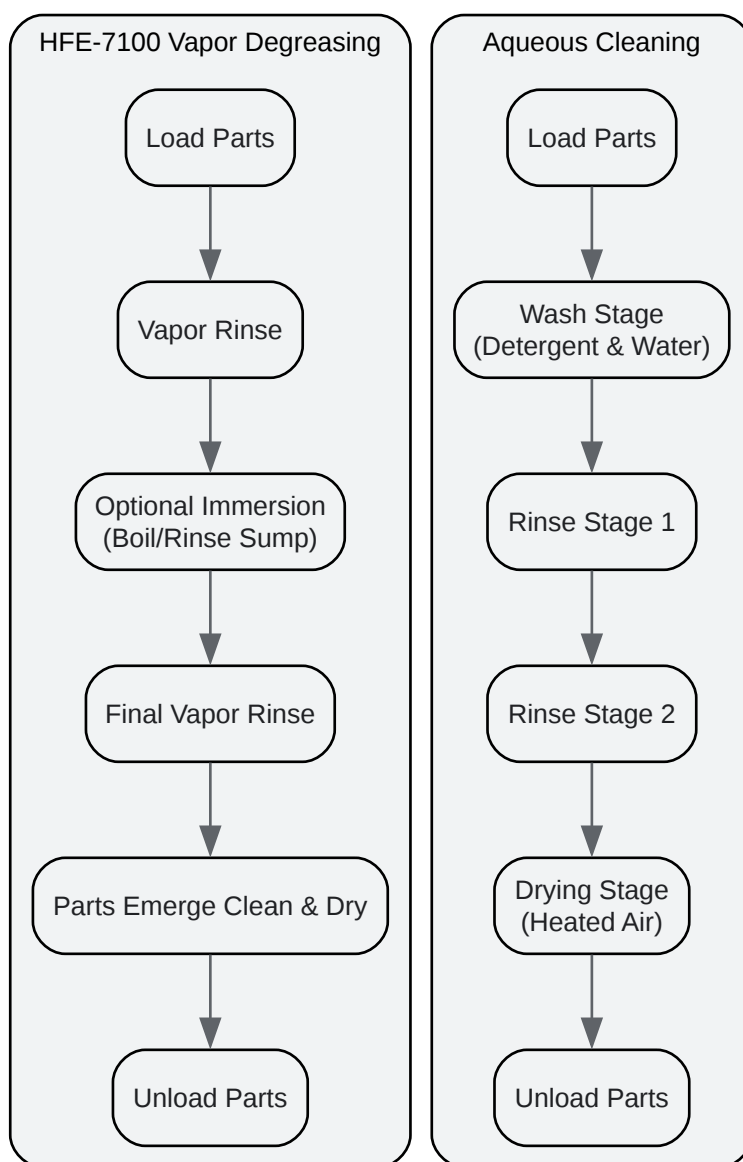 HFE-7100 Vapor Degreasing
Load Parts
Vapor Rinse
Optional Immersion
(Boil/Rinse Sump)
Final Vapor Rinse
Parts Emerge Clean & Dry
Unload Parts
Aqueous Cleaning
Load Parts
Wash Stage
(Detergent & Water)
Rinse Stage 1
Rinse Stage 2
Drying Stage
(Heated Air)
Unload Parts